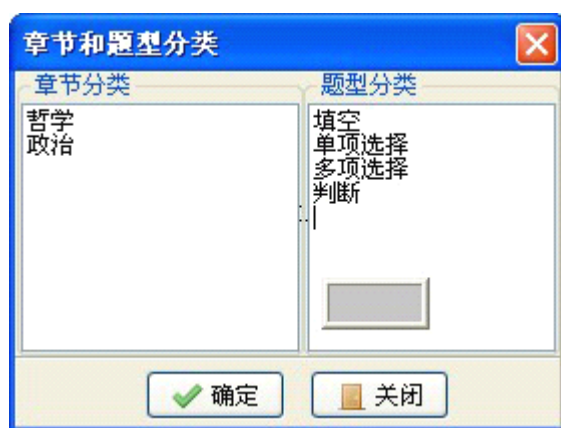 章节和题型分类
章节分类
题型分类
哲学
政治
填空
单项选择
多项选择
判断
确定
关闭